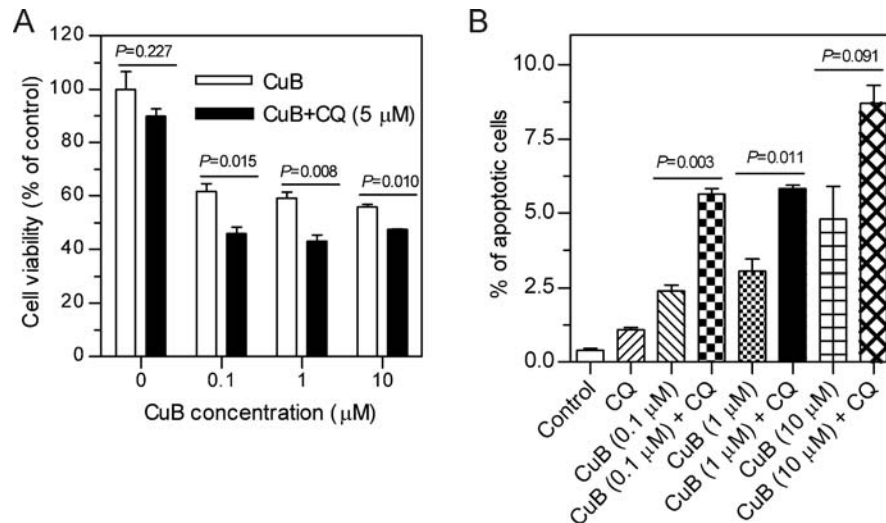 A
Cell viability (% of control)
120
100
80
60
40
20
0
P=0.227
CuB
CuB+CQ (5 μM)
P=0.015
P=0.008
P=0.010
0
0.1
1
10
CuB concentration (μM)
B
% of apoptotic cells
10.0
7.5
5.0
2.5
0.0
P=0.003
P=0.011
P=0.091
Control
CQ
CuB (0.1 μM)
CuB (0.1 μM) + CQ
CuB (1 μM)
CuB (1 μM) + CQ
CuB (10 μM)
CuB (10 μM) + CQ